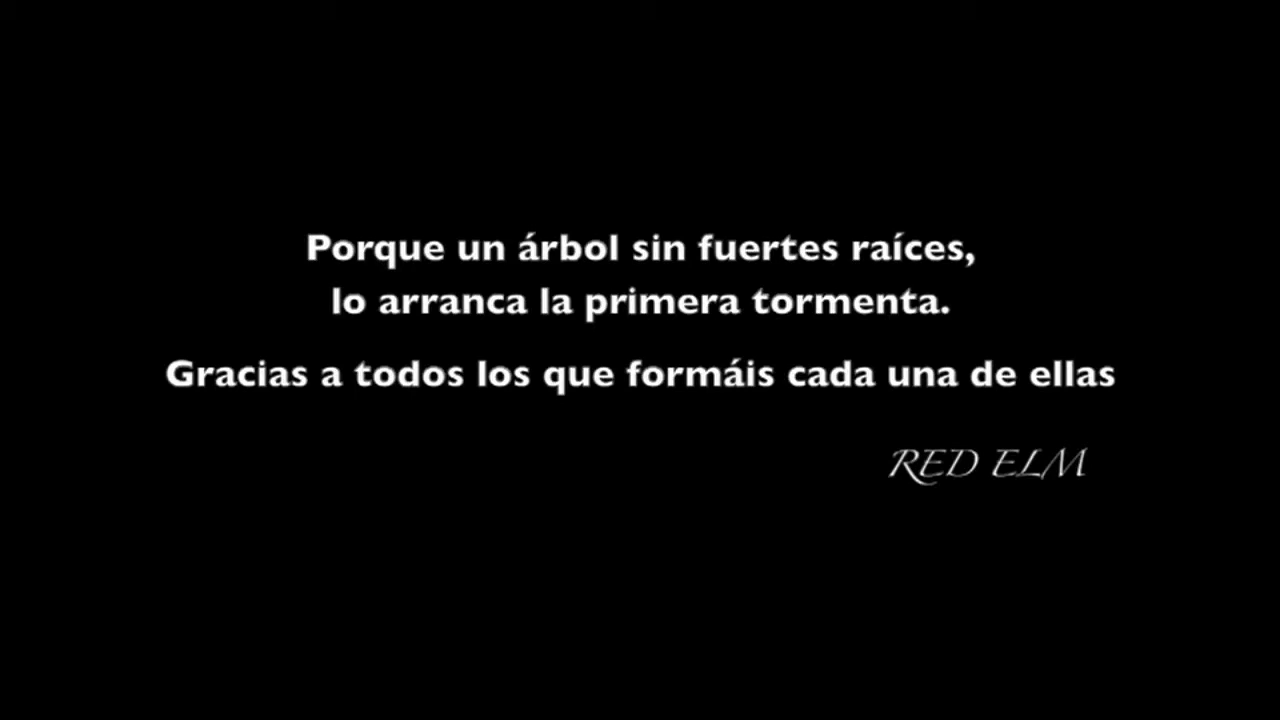 Porque un árbol sin fuertes raíces,
lo arranca la primera tormenta.
Gracias a todos los que formáis cada una de ellas
RED ELM